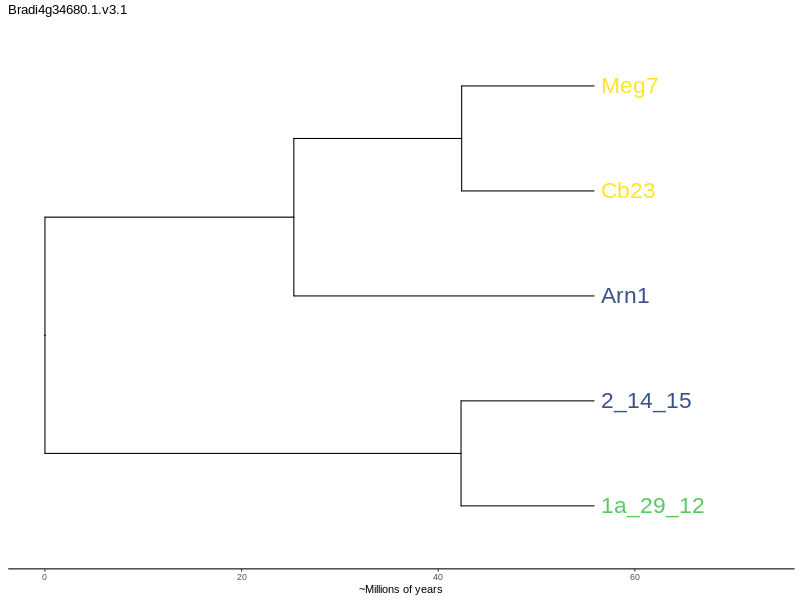 Bradi4g34680.1.v3.1
Meg7
Cb23
Arn1
2_14_15
1a_29_12
0 20 40 60
~Millions of years